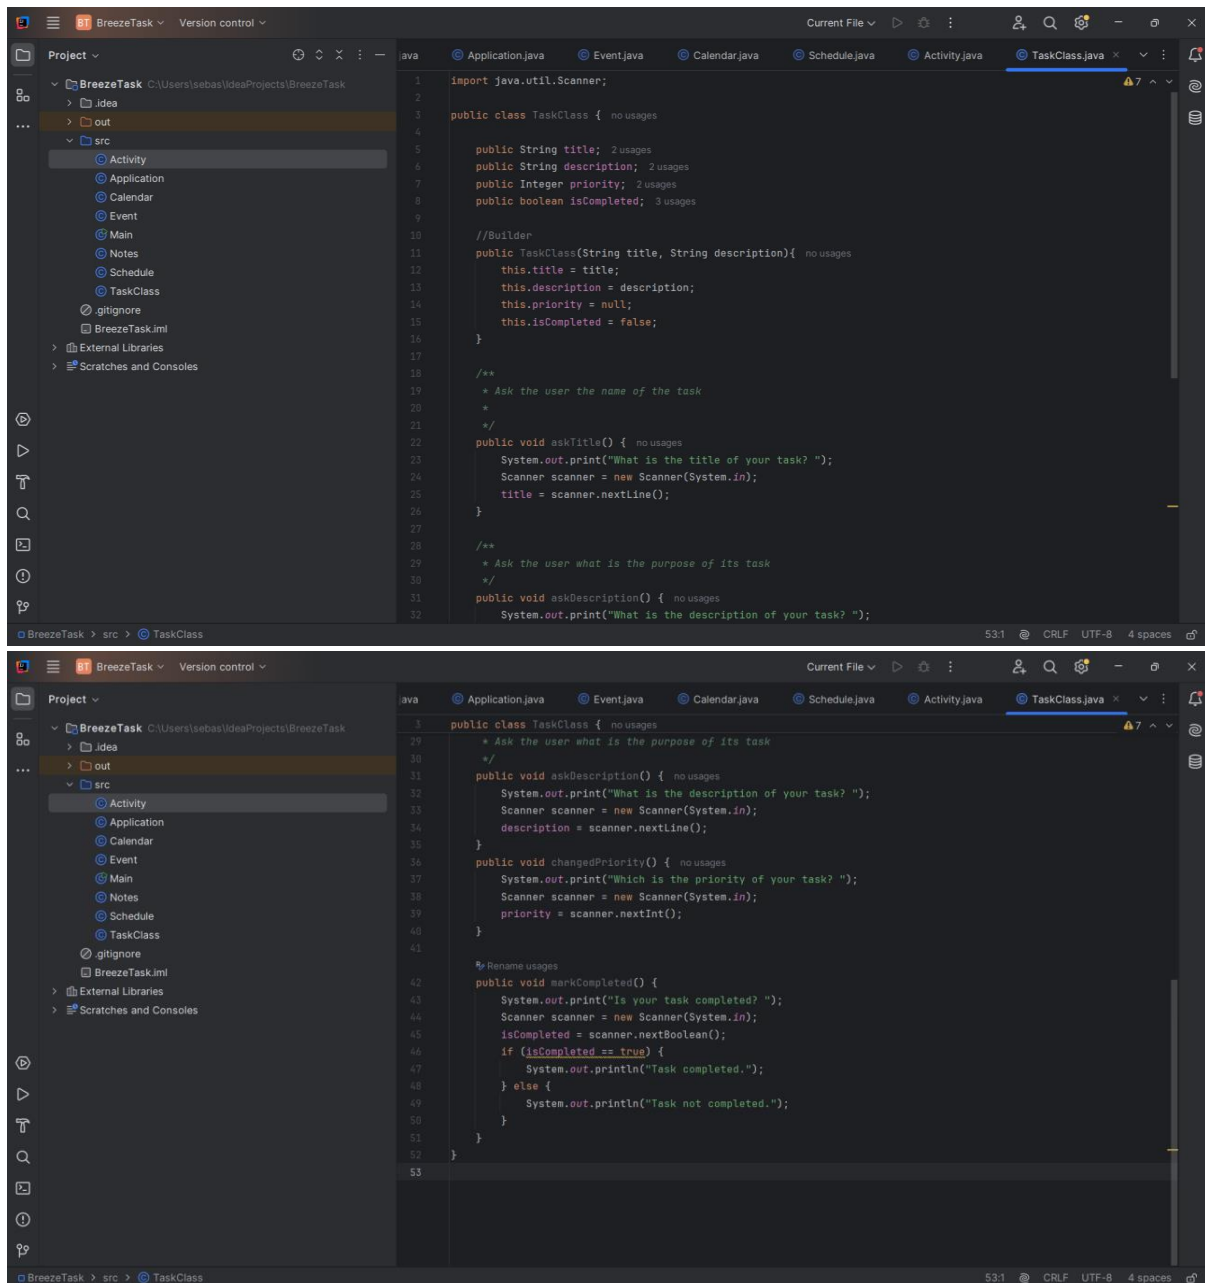 BT BreezeTask Version control Current File
Project
java Application.java Event.java Calendar.java Schedule.java Activity.java TaskClass.java
BreezeTask C:\Users\sebas\IdeaProjects\BreezeTask
.idea
out
src
Activity
Application
Calendar
Event
Main
Notes
Schedule
TaskClass
.gitignore
BreezeTask.iml
External Libraries
Scratches and Consoles
7
1 import java.util.Scanner;
2
3 public class TaskClass { no usages
4
5 public String title; 2 usages
6 public String description; 2 usages
7 public Integer priority; 2 usages
8 public boolean isCompleted; 3 usages
9
10 //Builder
11 public TaskClass(String title, String description){ no usages
12 this.title = title;
13 this.description = description;
14 this.priority = null;
15 this.isCompleted = false;
16 }
17
18 /**
19 * Ask the user the name of the task
20 *
21 */
22 public void askTitle() { no usages
23 System.out.print("What is the title of your task? ");
24 Scanner scanner = new Scanner(System.in);
25 title = scanner.nextLine();
26 }
27
28 /**
29 * Ask the user what is the purpose of its task
30 */
31 public void askDescription() { no usages
32 System.out.print("What is the description of your task? ");
BreezeTask > src > TaskClass 53:1 CRLF UTF-8 4 spaces
BT BreezeTask Version control Current File
Project
java Application.java Event.java Calendar.java Schedule.java Activity.java TaskClass.java
BreezeTask C:\Users\sebas\IdeaProjects\BreezeTask
.idea
out
src
Activity
Application
Calendar
Event
Main
Notes
Schedule
TaskClass
.gitignore
BreezeTask.iml
External Libraries
Scratches and Consoles
7
3 public class TaskClass { no usages
29 * Ask the user what is the purpose of its task
30 */
31 public void askDescription() { no usages
32 System.out.print("What is the description of your task? ");
33 Scanner scanner = new Scanner(System.in);
34 description = scanner.nextLine();
35 }
36 public void changedPriority() { no usages
37 System.out.print("Which is the priority of your task? ");
38 Scanner scanner = new Scanner(System.in);
39 priority = scanner.nextInt();
40 }
41
Rename usages
42 public void markCompleted() {
43 System.out.print("Is your task completed? ");
44 Scanner scanner = new Scanner(System.in);
45 isCompleted = scanner.nextBoolean();
46 if (isCompleted == true) {
47 System.out.println("Task completed.");
48 } else {
49 System.out.println("Task not completed.");
50 }
51 }
52 }
53
BreezeTask > src > TaskClass 53:1 CRLF UTF-8 4 spaces